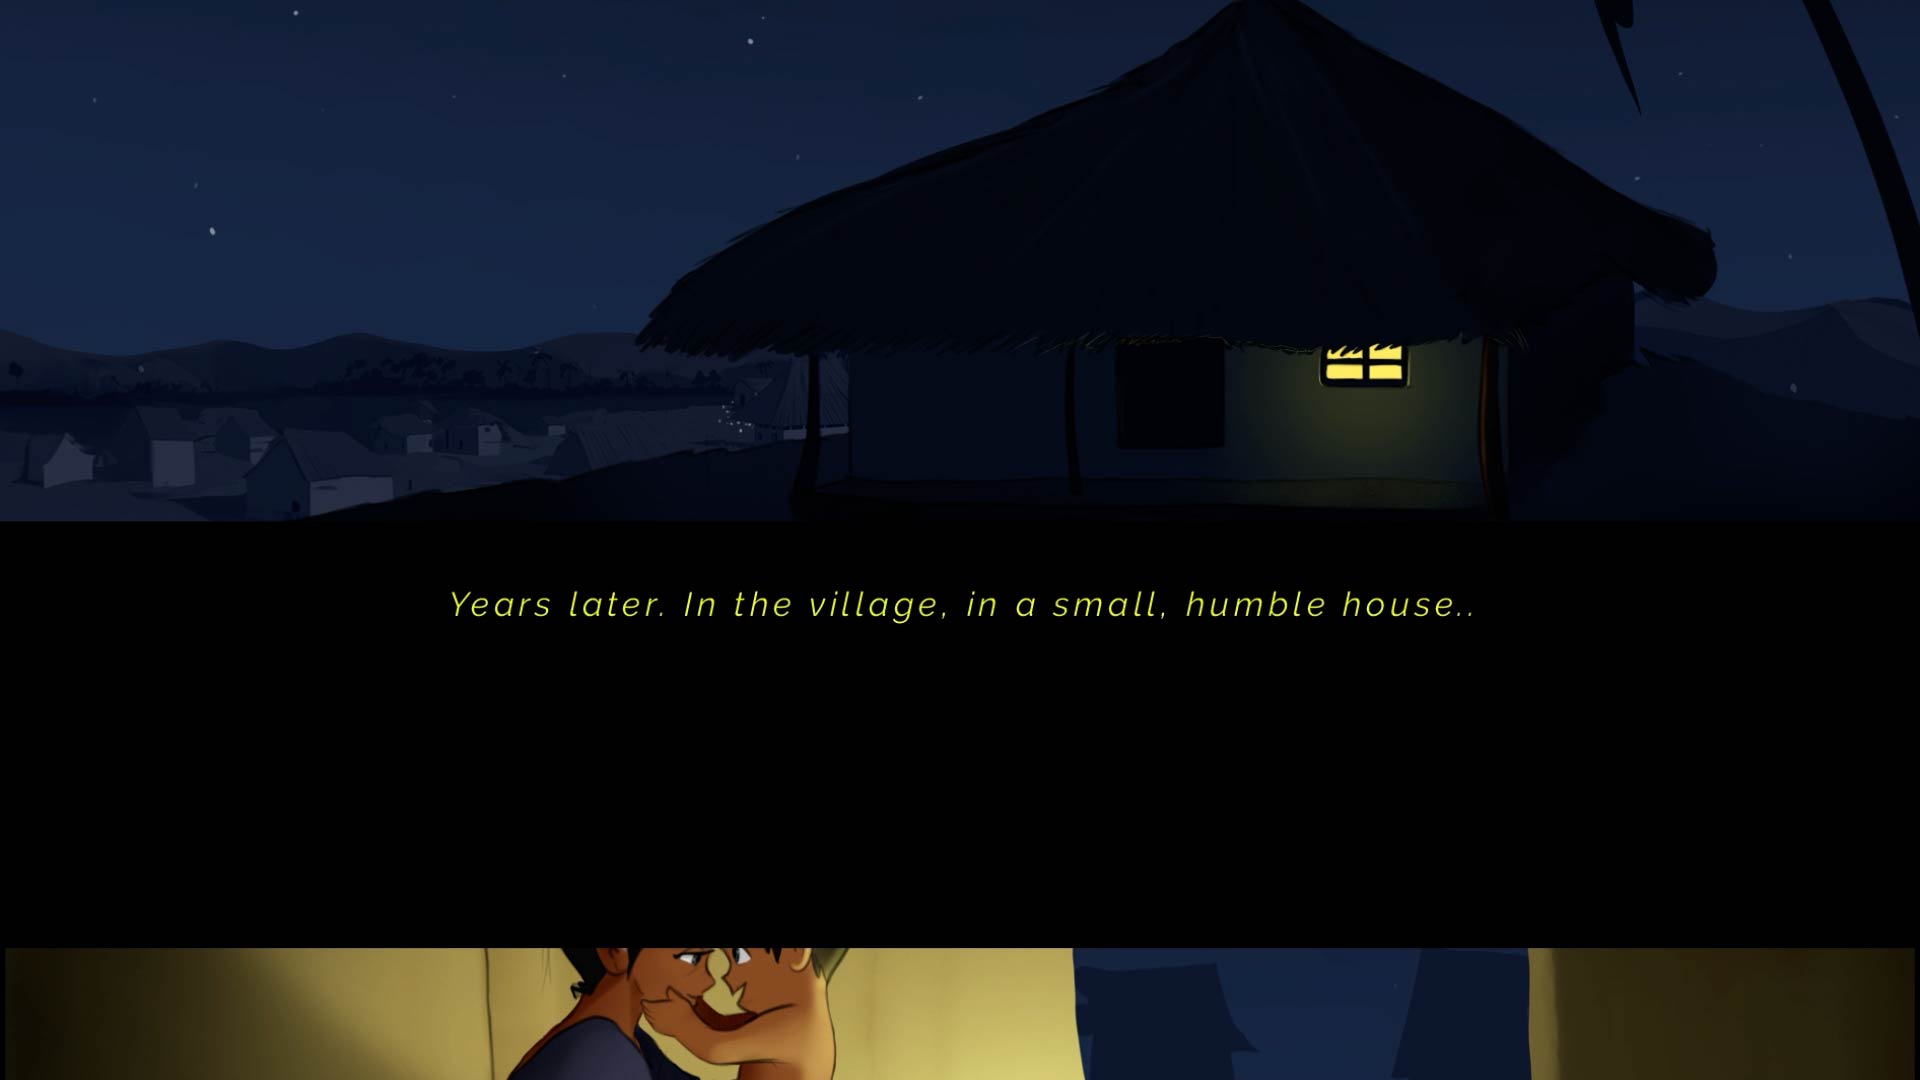 Years later. In the village, in a small, humble house..